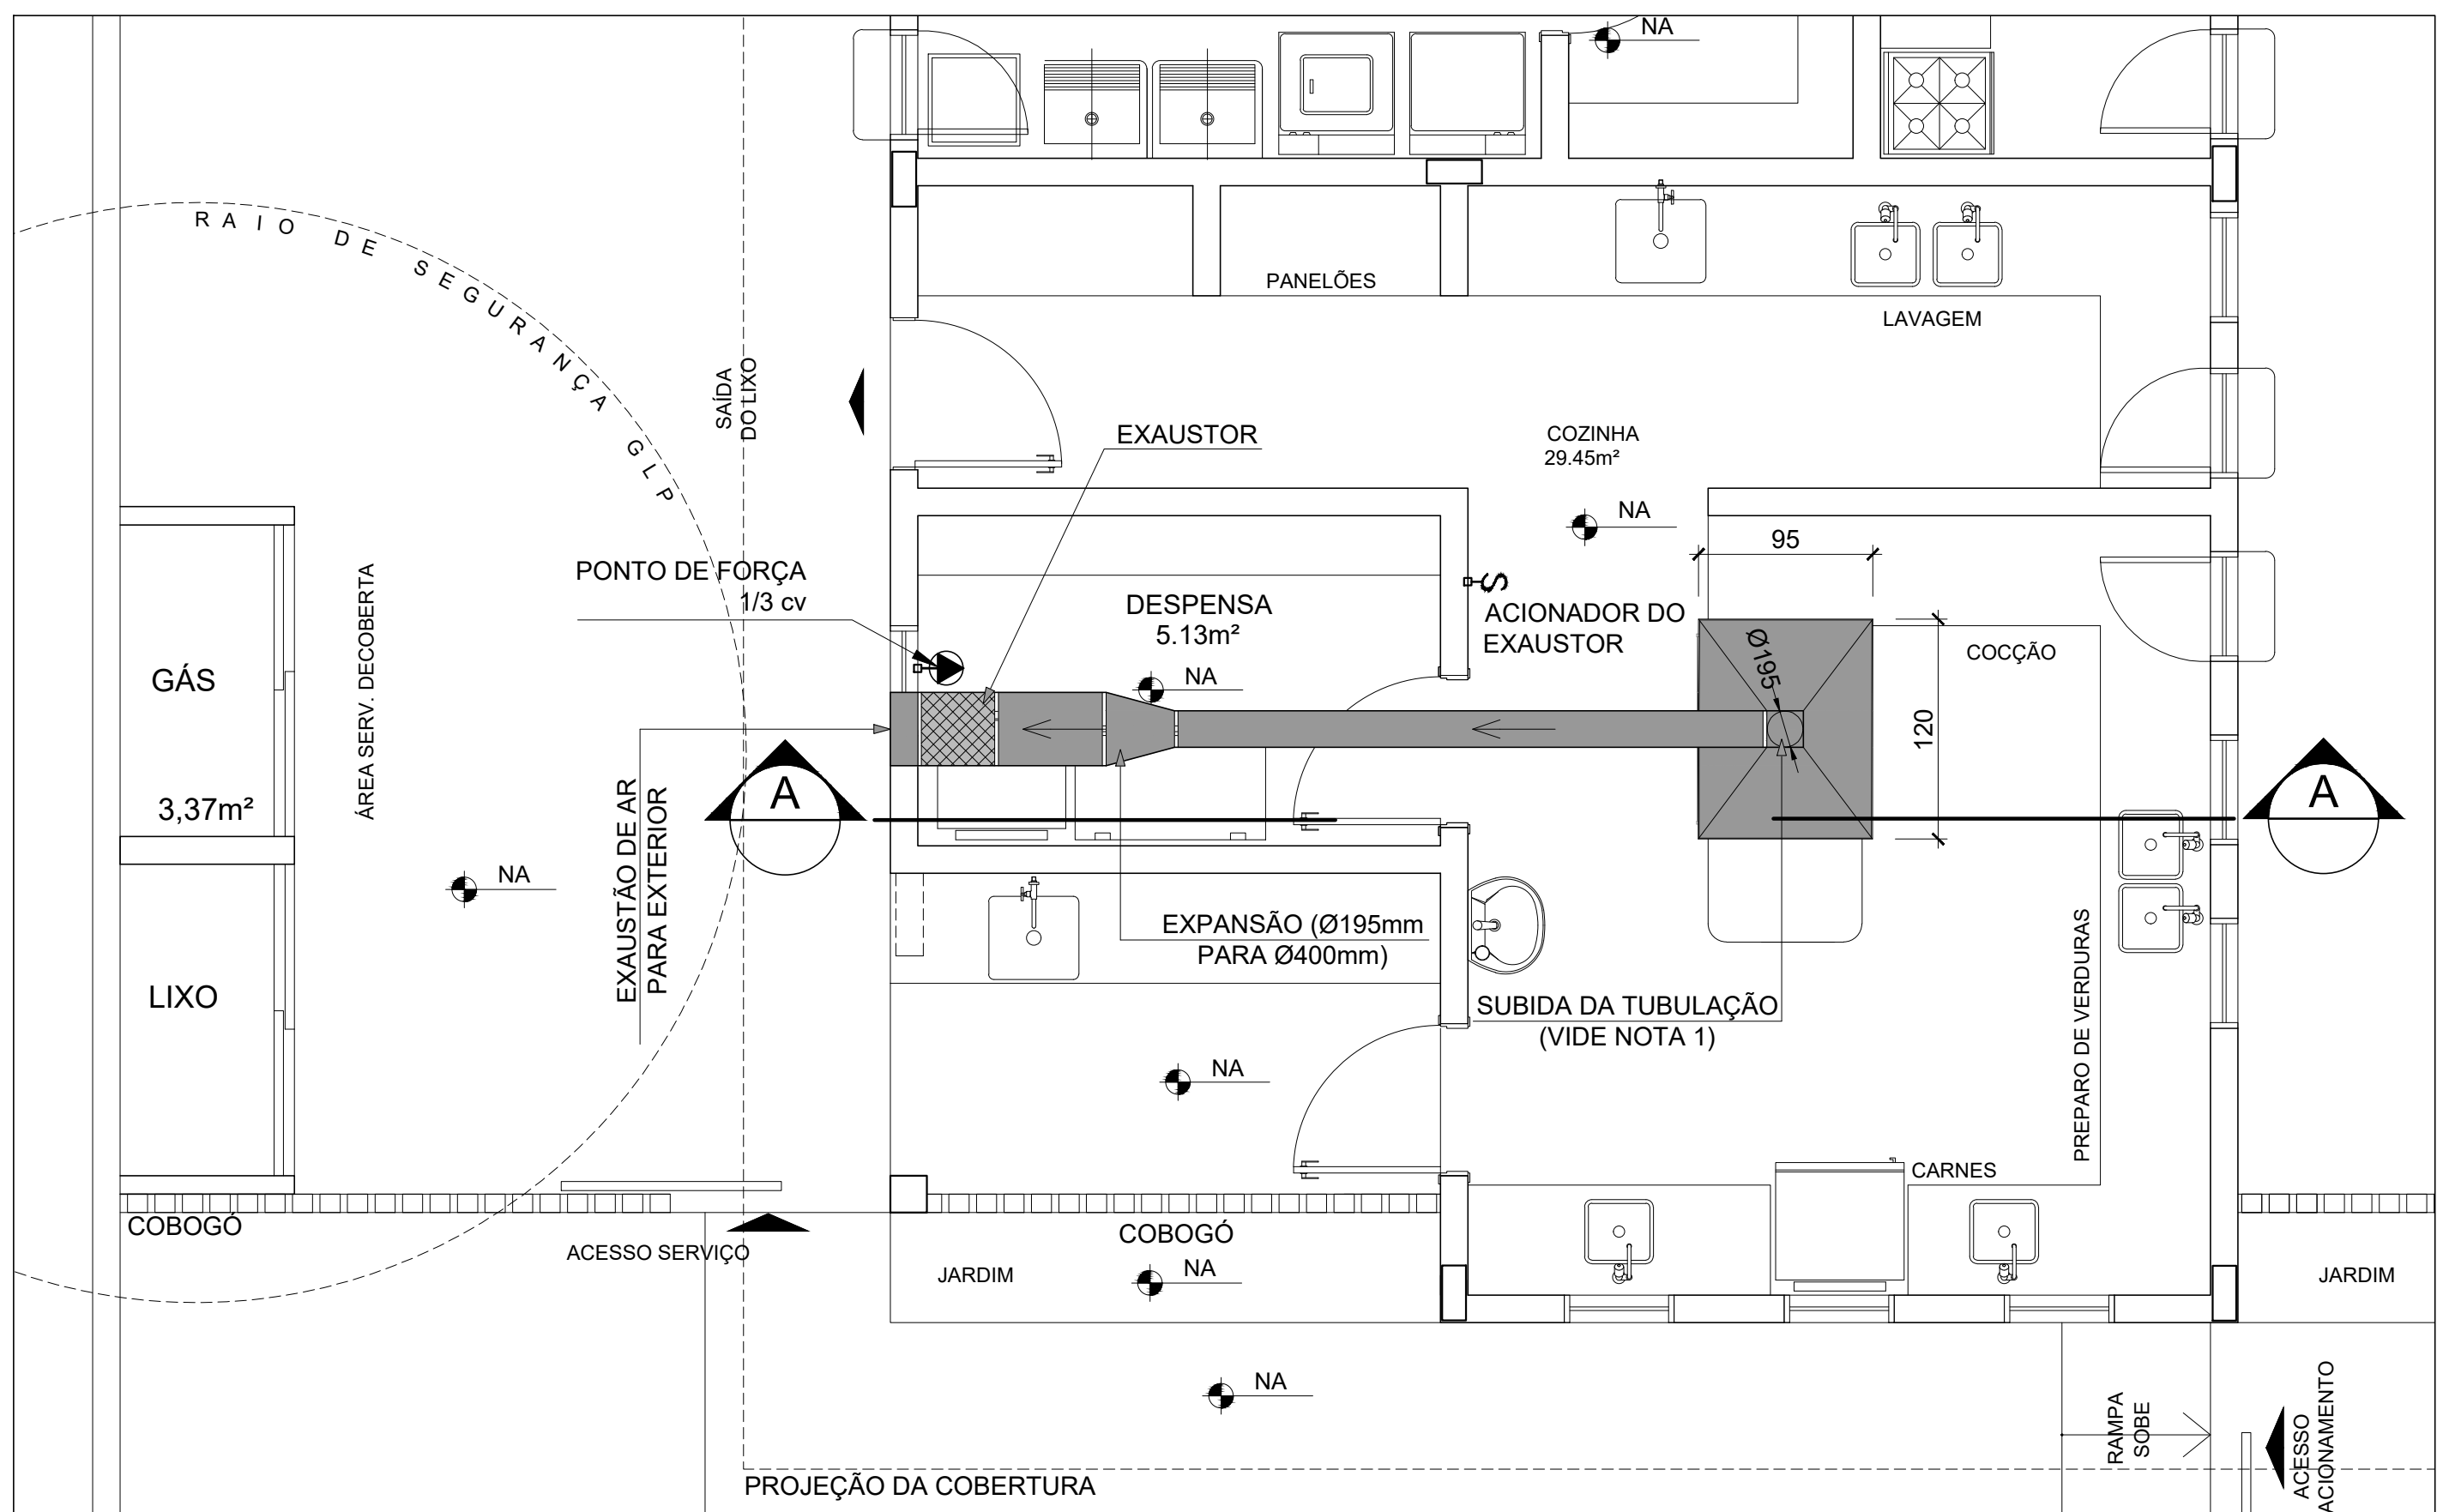 NA
RAIO DE SEGURANÇA GLP
PANELÕES
LAVAGEM
SAÍDA
DO LIXO
EXAUSTOR
COZINHA
29.45m²
NA
95
PONTO DE FORÇA
1/3 cv
DESPENSA
5.13m²
NA
S
ACIONADOR DO
EXAUSTOR
Ø195
COCÇÃO
120
GÁS
3,37m²
ÁREA SERV. DECOBERTA
EXAUSTÃO DE AR
PARA EXTERIOR
A
A
NA
EXPANSÃO (Ø195mm
PARA Ø400mm)
SUBIDA DA TUBULAÇÃO
(VIDE NOTA 1)
PREPARO DE VERDURAS
LIXO
NA
CARNES
COBOGÓ
ACESSO SERVIÇO
COBOGÓ
JARDIM
NA
JARDIM
NA
RAMPA
SOBE
ACESSO
ACIONAMENTO
PROJEÇÃO DA COBERTURA